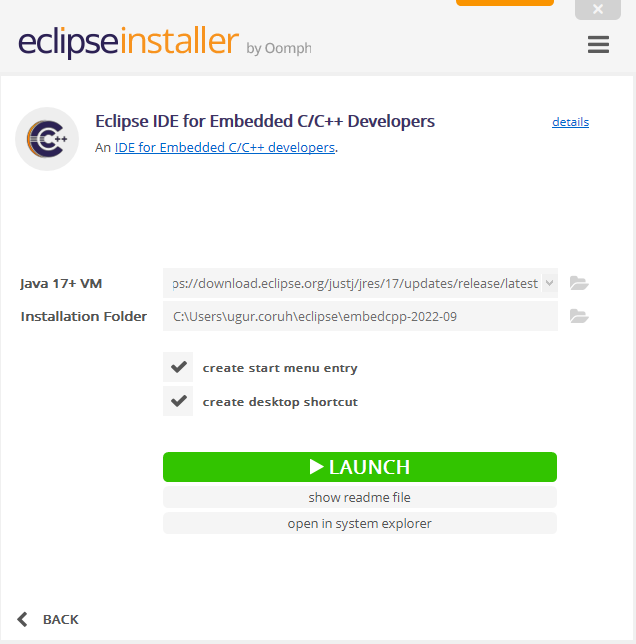 eclipseinstaller by Oomph
Eclipse IDE for Embedded C/C++ Developers
details
An IDE for Embedded C/C++ developers.
Java 17+ VM
ps://download.eclipse.org/justj/jres/17/updates/release/latest
Installation Folder
C:\Users\ugur.coruh\eclipse\embedcpp-2022-09
create start menu entry
create desktop shortcut
LAUNCH
show readme file
open in system explorer
BACK